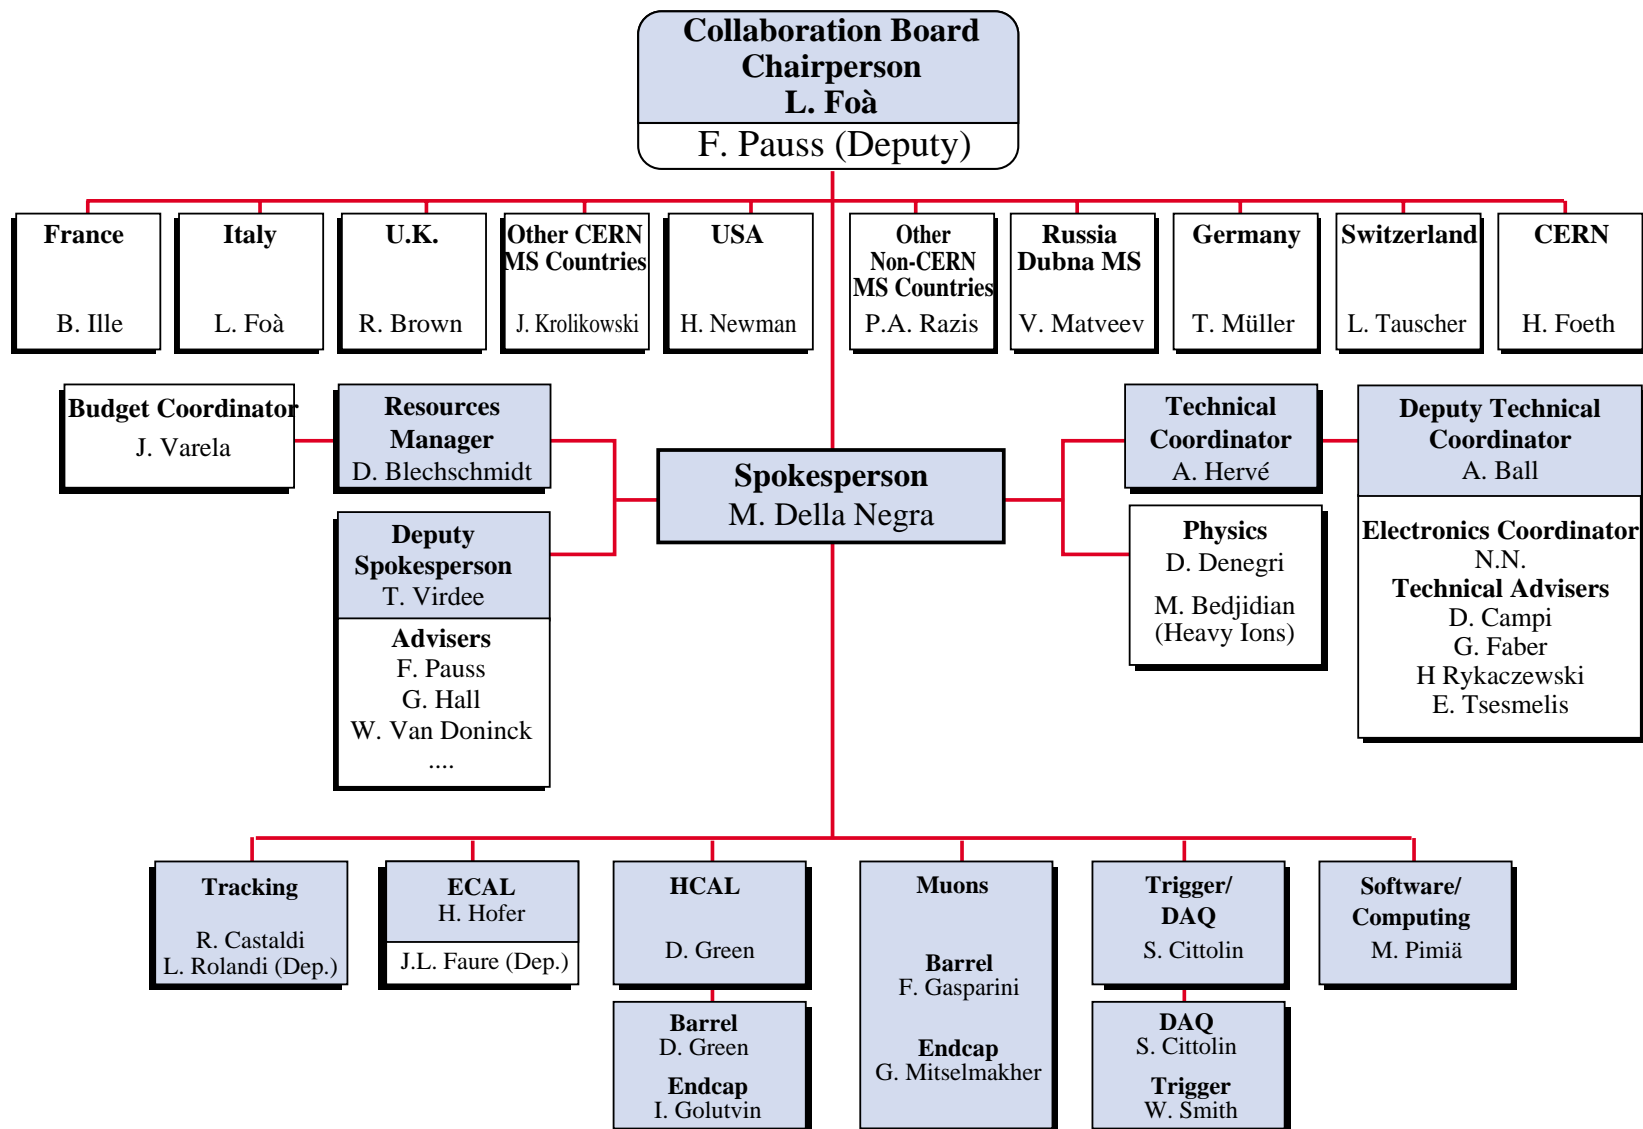 Collaboration Board
Chairperson
L. Foà
F. Pauss (Deputy)
France
B. Ille
Italy
L. Foà
U.K.
R. Brown
Other CERN
MS Countries
J. Krolikowski
USA
H. Newman
Other
Non-CERN
MS Countries
P.A. Razis
Russia
Dubna MS
V. Matveev
Germany
T. Müller
Switzerland
L. Tauscher
CERN
H. Foeth
Budget Coordinator
J. Varela
Resources
Manager
D. Blechschmidt
Deputy
Spokesperson
T. Virdee
Advisers
F. Pauss
G. Hall
W. Van Doninck
....
Spokesperson
M. Della Negra
Technical
Coordinator
A. Hervé
Physics
D. Denegri
M. Bedjidian
(Heavy Ions)
Deputy Technical
Coordinator
A. Ball
Electronics Coordinator
N.N.
Technical Advisers
D. Campi
G. Faber
H Rykaczewski
E. Tsesmelis
Tracking
R. Castaldi
L. Rolandi (Dep.)
ECAL
H. Hofer
J.L. Faure (Dep.)
HCAL
D. Green
Barrel
D. Green
Endcap
I. Golutvin
Muons
Barrel
F. Gasparini
Endcap
G. Mitselmakher
Trigger/
DAQ
S. Cittolin
DAQ
S. Cittolin
Trigger
W. Smith
Software/
Computing
M. Pimiä